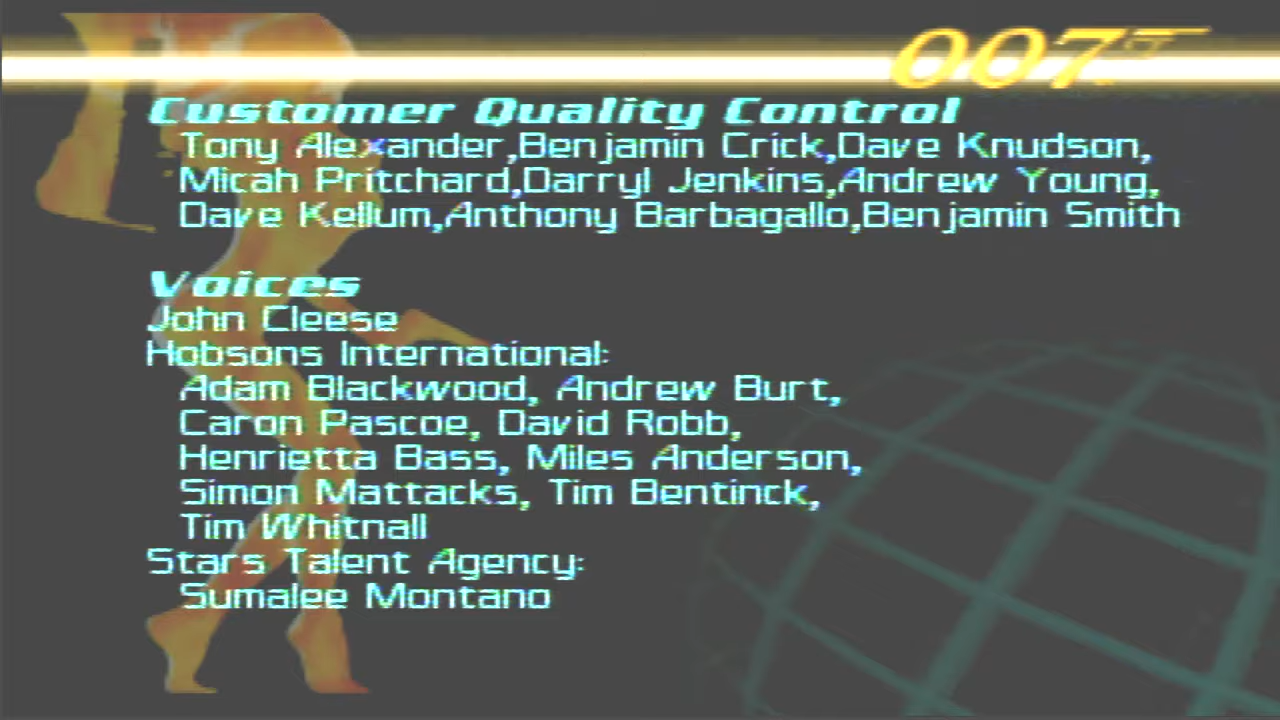 007
Customer Quality Control
Tony Alexander,Benjamin Crick,Dave Knudson,
Micah Pritchard,Darryl Jenkins,Andrew Young,
Dave Kellum,Anthony Barbagallo,Benjamin Smith
Voices
John Cleese
Hobsons International:
Adam Blackwood, Andrew Burt,
Caron Pascoe, David Robb,
Henrietta Bass, Miles Anderson,
Simon Mattacks, Tim Bentinck,
Tim Whitnall
Stars Talent Agency:
Sumalee Montano